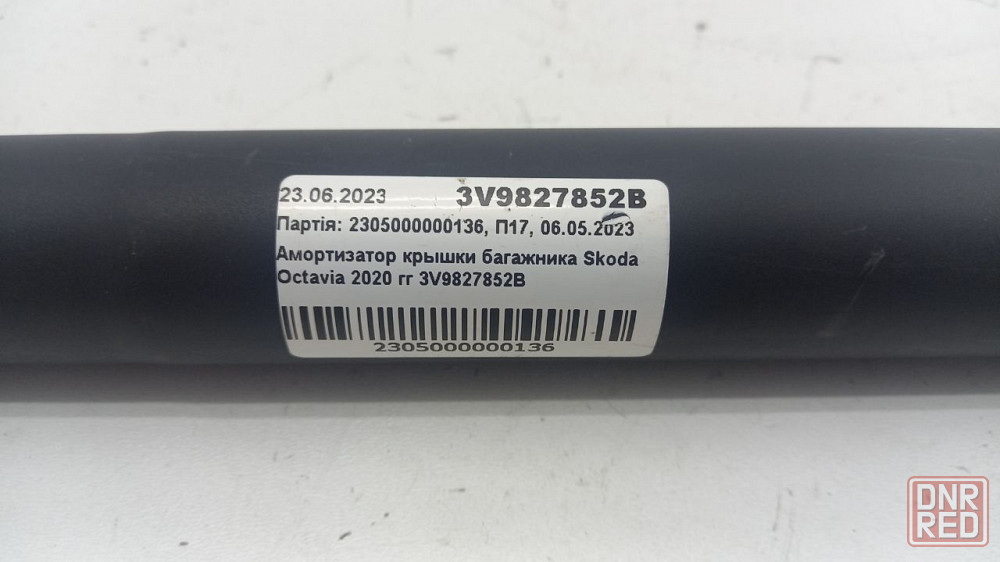 23.06.2023 3V9827852B
Партія: 2305000000136, П17, 06.05.2023
Амортизатор крышки багажника Skoda
Octavia 2020 гг 3V9827852B
2305000000136
DNR
RED